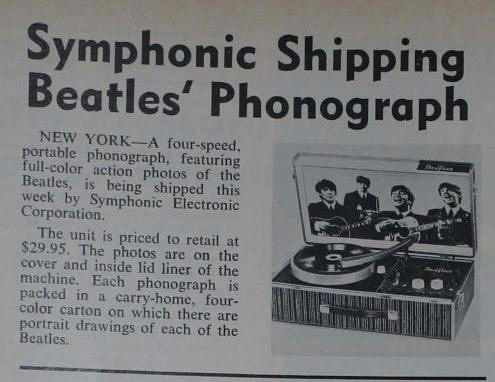 Symphonic Shipping
Beatles' Phonograph
NEW YORK—A four-speed,
portable phonograph, featuring
full-color action photos of the
Beatles, is being shipped this
week by Symphonic Electronic
Corporation.
The unit is priced to retail at
$29.95. The photos are on the
cover and inside lid liner of the
machine. Each phonograph is
packed in a carry-home, four-
color carton on which there are
portrait drawings of each of the
Beatles.